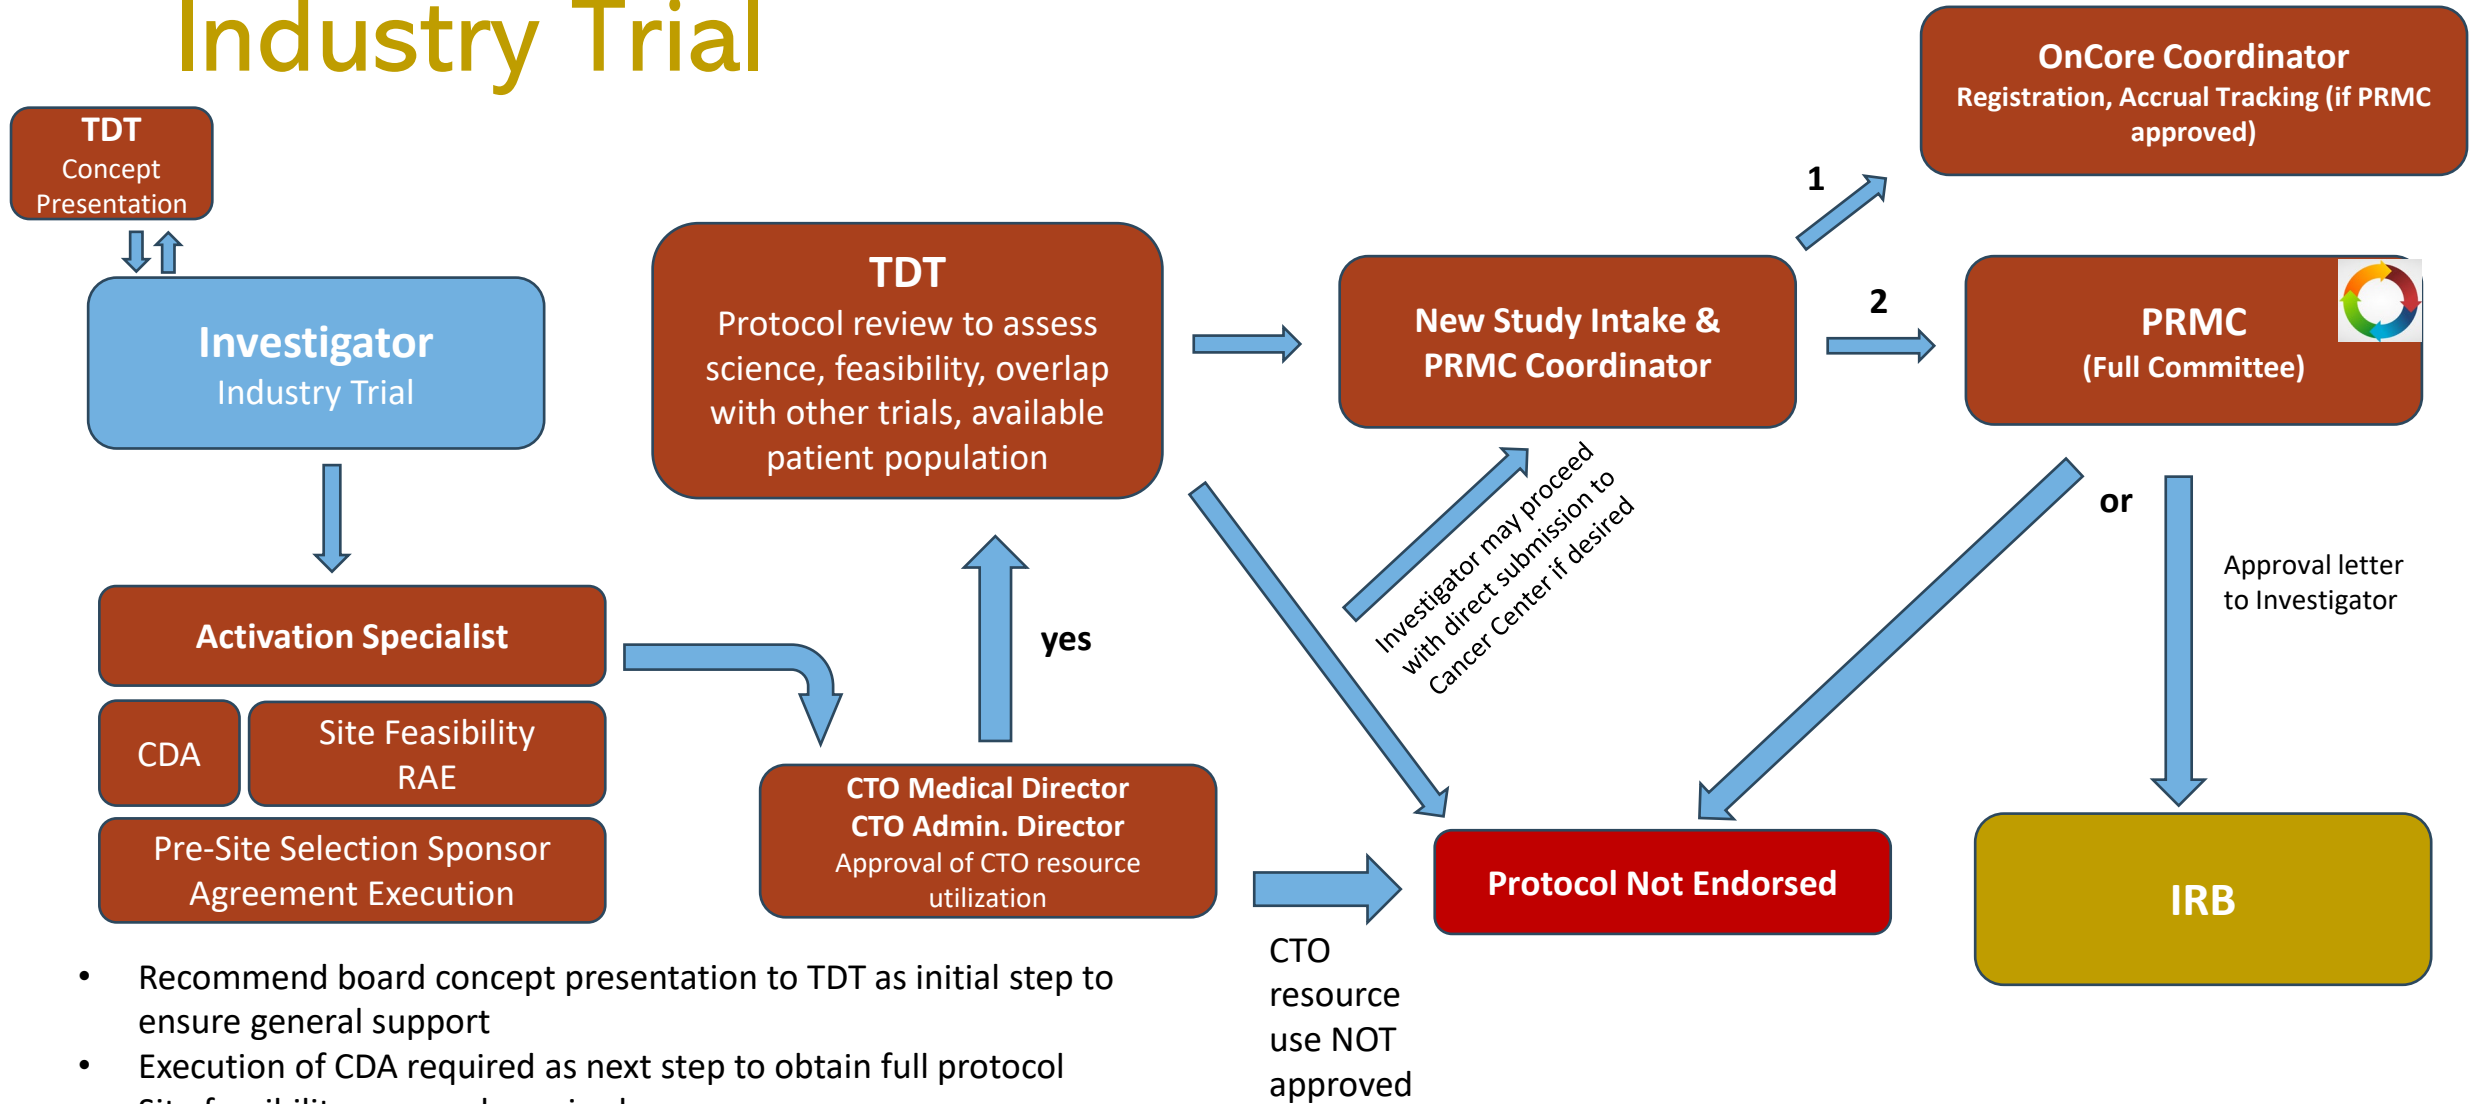 Industry Trial
TDT
Concept
Presentation
Investigator
Industry Trial
Activation Specialist
CDA
Site Feasibility
RAE
Pre-Site Selection Sponsor
Agreement Execution
TDT
Protocol review to assess
science, feasibility, overlap
with other trials, available
patient population
yes
CTO Medical Director
CTO Admin. Director
Approval of CTO resource
utilization
New Study Intake &
PRMC Coordinator
Investigator may proceed
with direct submission to
Cancer Center if desired
1
2
OnCore Coordinator
Registration, Accrual Tracking (if PRMC
approved)
PRMC
(Full Committee)
or
Approval letter
to Investigator
Protocol Not Endorsed
IRB
CTO
resource
use NOT
approved
• Recommend board concept presentation to TDT as initial step to
ensure general support
• Execution of CDA required as next step to obtain full protocol